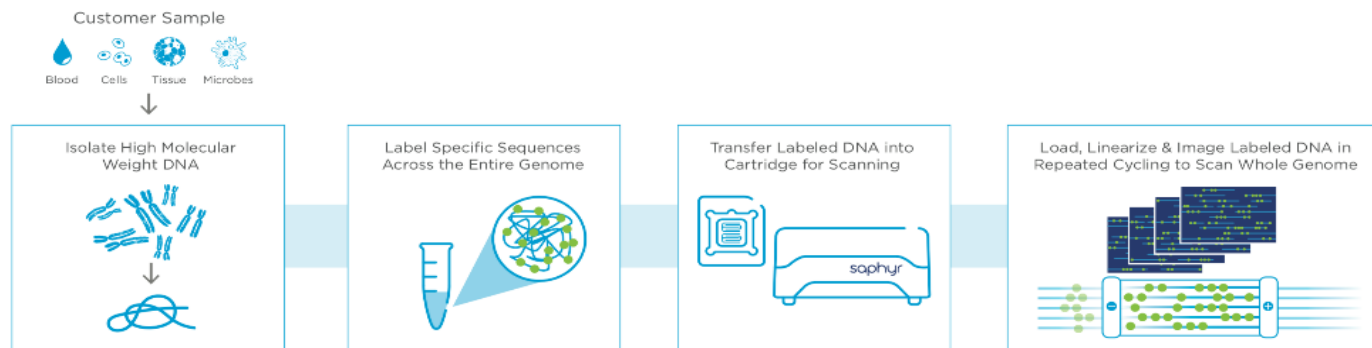 Customer Sample
Blood Cells Tissue Microbes
Isolate High Molecular
Weight DNA
Label Specific Sequences
Across the Entire Genome
Transfer Labeled DNA into
Cartridge for Scanning
saphyr
Load, Linearize & Image Labeled DNA in
Repeated Cycling to Scan Whole Genome
− +